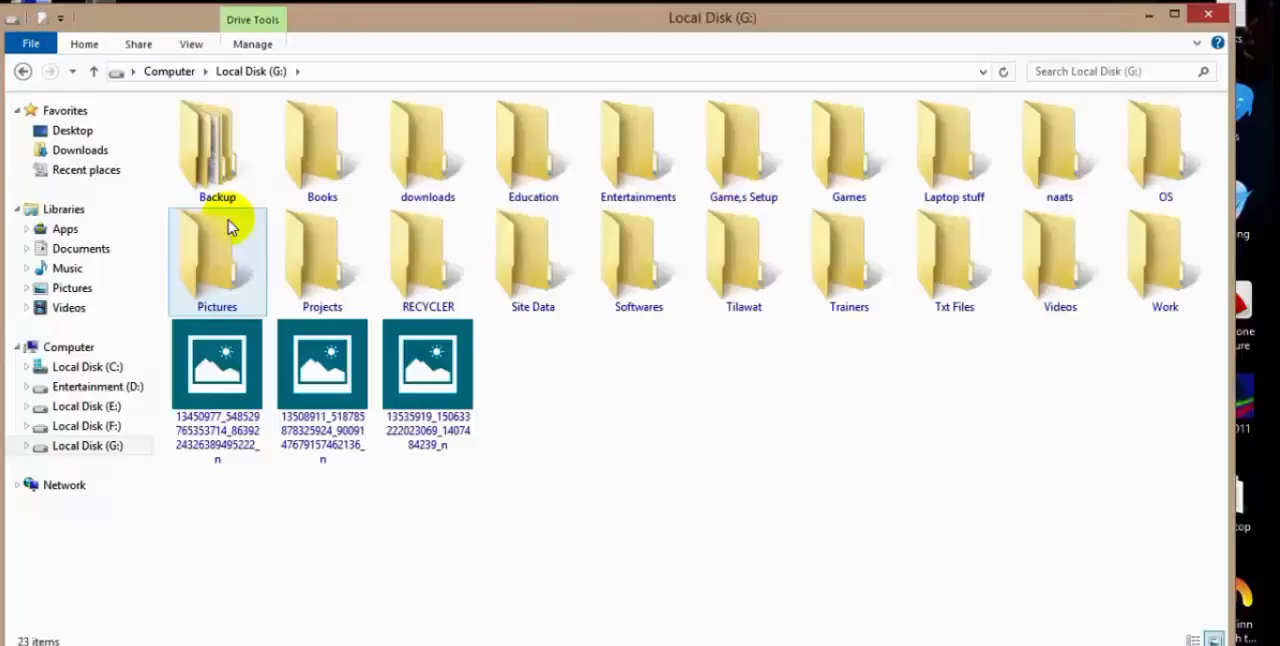 Drive Tools
Local Disk (G:)
File
Home
Share
View
Manage
Computer
Local Disk (G:)
Search Local Disk (G:)
Favorites
Desktop
Downloads
Recent places
Libraries
Apps
Documents
Music
Pictures
Videos
Computer
Local Disk (C:)
Entertainment (D:)
Local Disk (E:)
Local Disk (F:)
Local Disk (G:)
Network
Backup
Books
downloads
Education
Entertainments
Game,s Setup
Games
Laptop stuff
naats
OS
Pictures
Projects
RECYCLER
Site Data
Softwares
Tilawat
Trainers
Txt Files
Videos
Work
13450977_548529
765353714_86392
24326389495222_
n
13508911_518785
878325924_90091
47679157462136_
n
13535919_150633
222023069_14074
84239_n
23 items